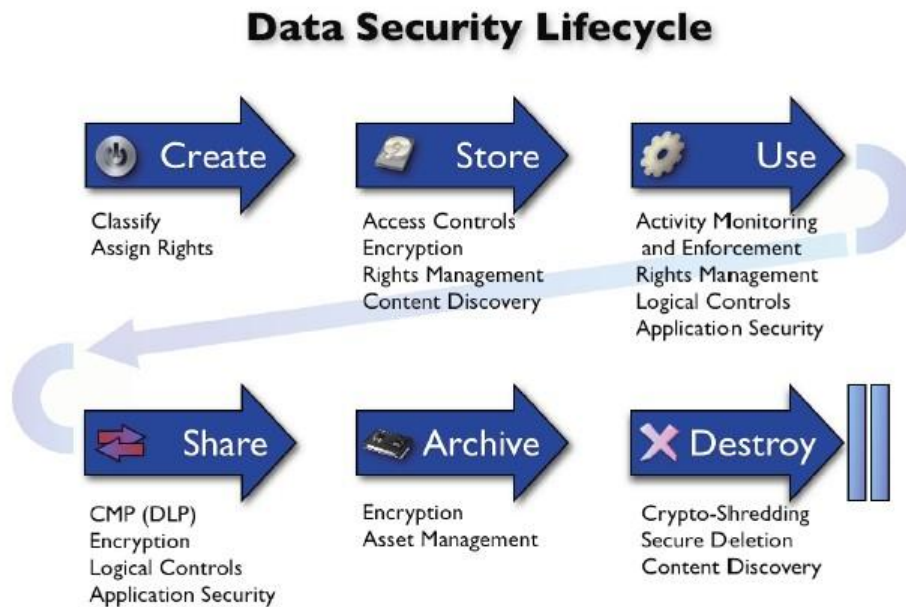 Data Security Lifecycle
Create
Classify
Assign Rights
Store
Access Controls
Encryption
Rights Management
Content Discovery
Use
Activity Monitoring
and Enforcement
Rights Management
Logical Controls
Application Security
Share
CMP (DLP)
Encryption
Logical Controls
Application Security
Archive
Encryption
Asset Management
Destroy
Crypto-Shredding
Secure Deletion
Content Discovery